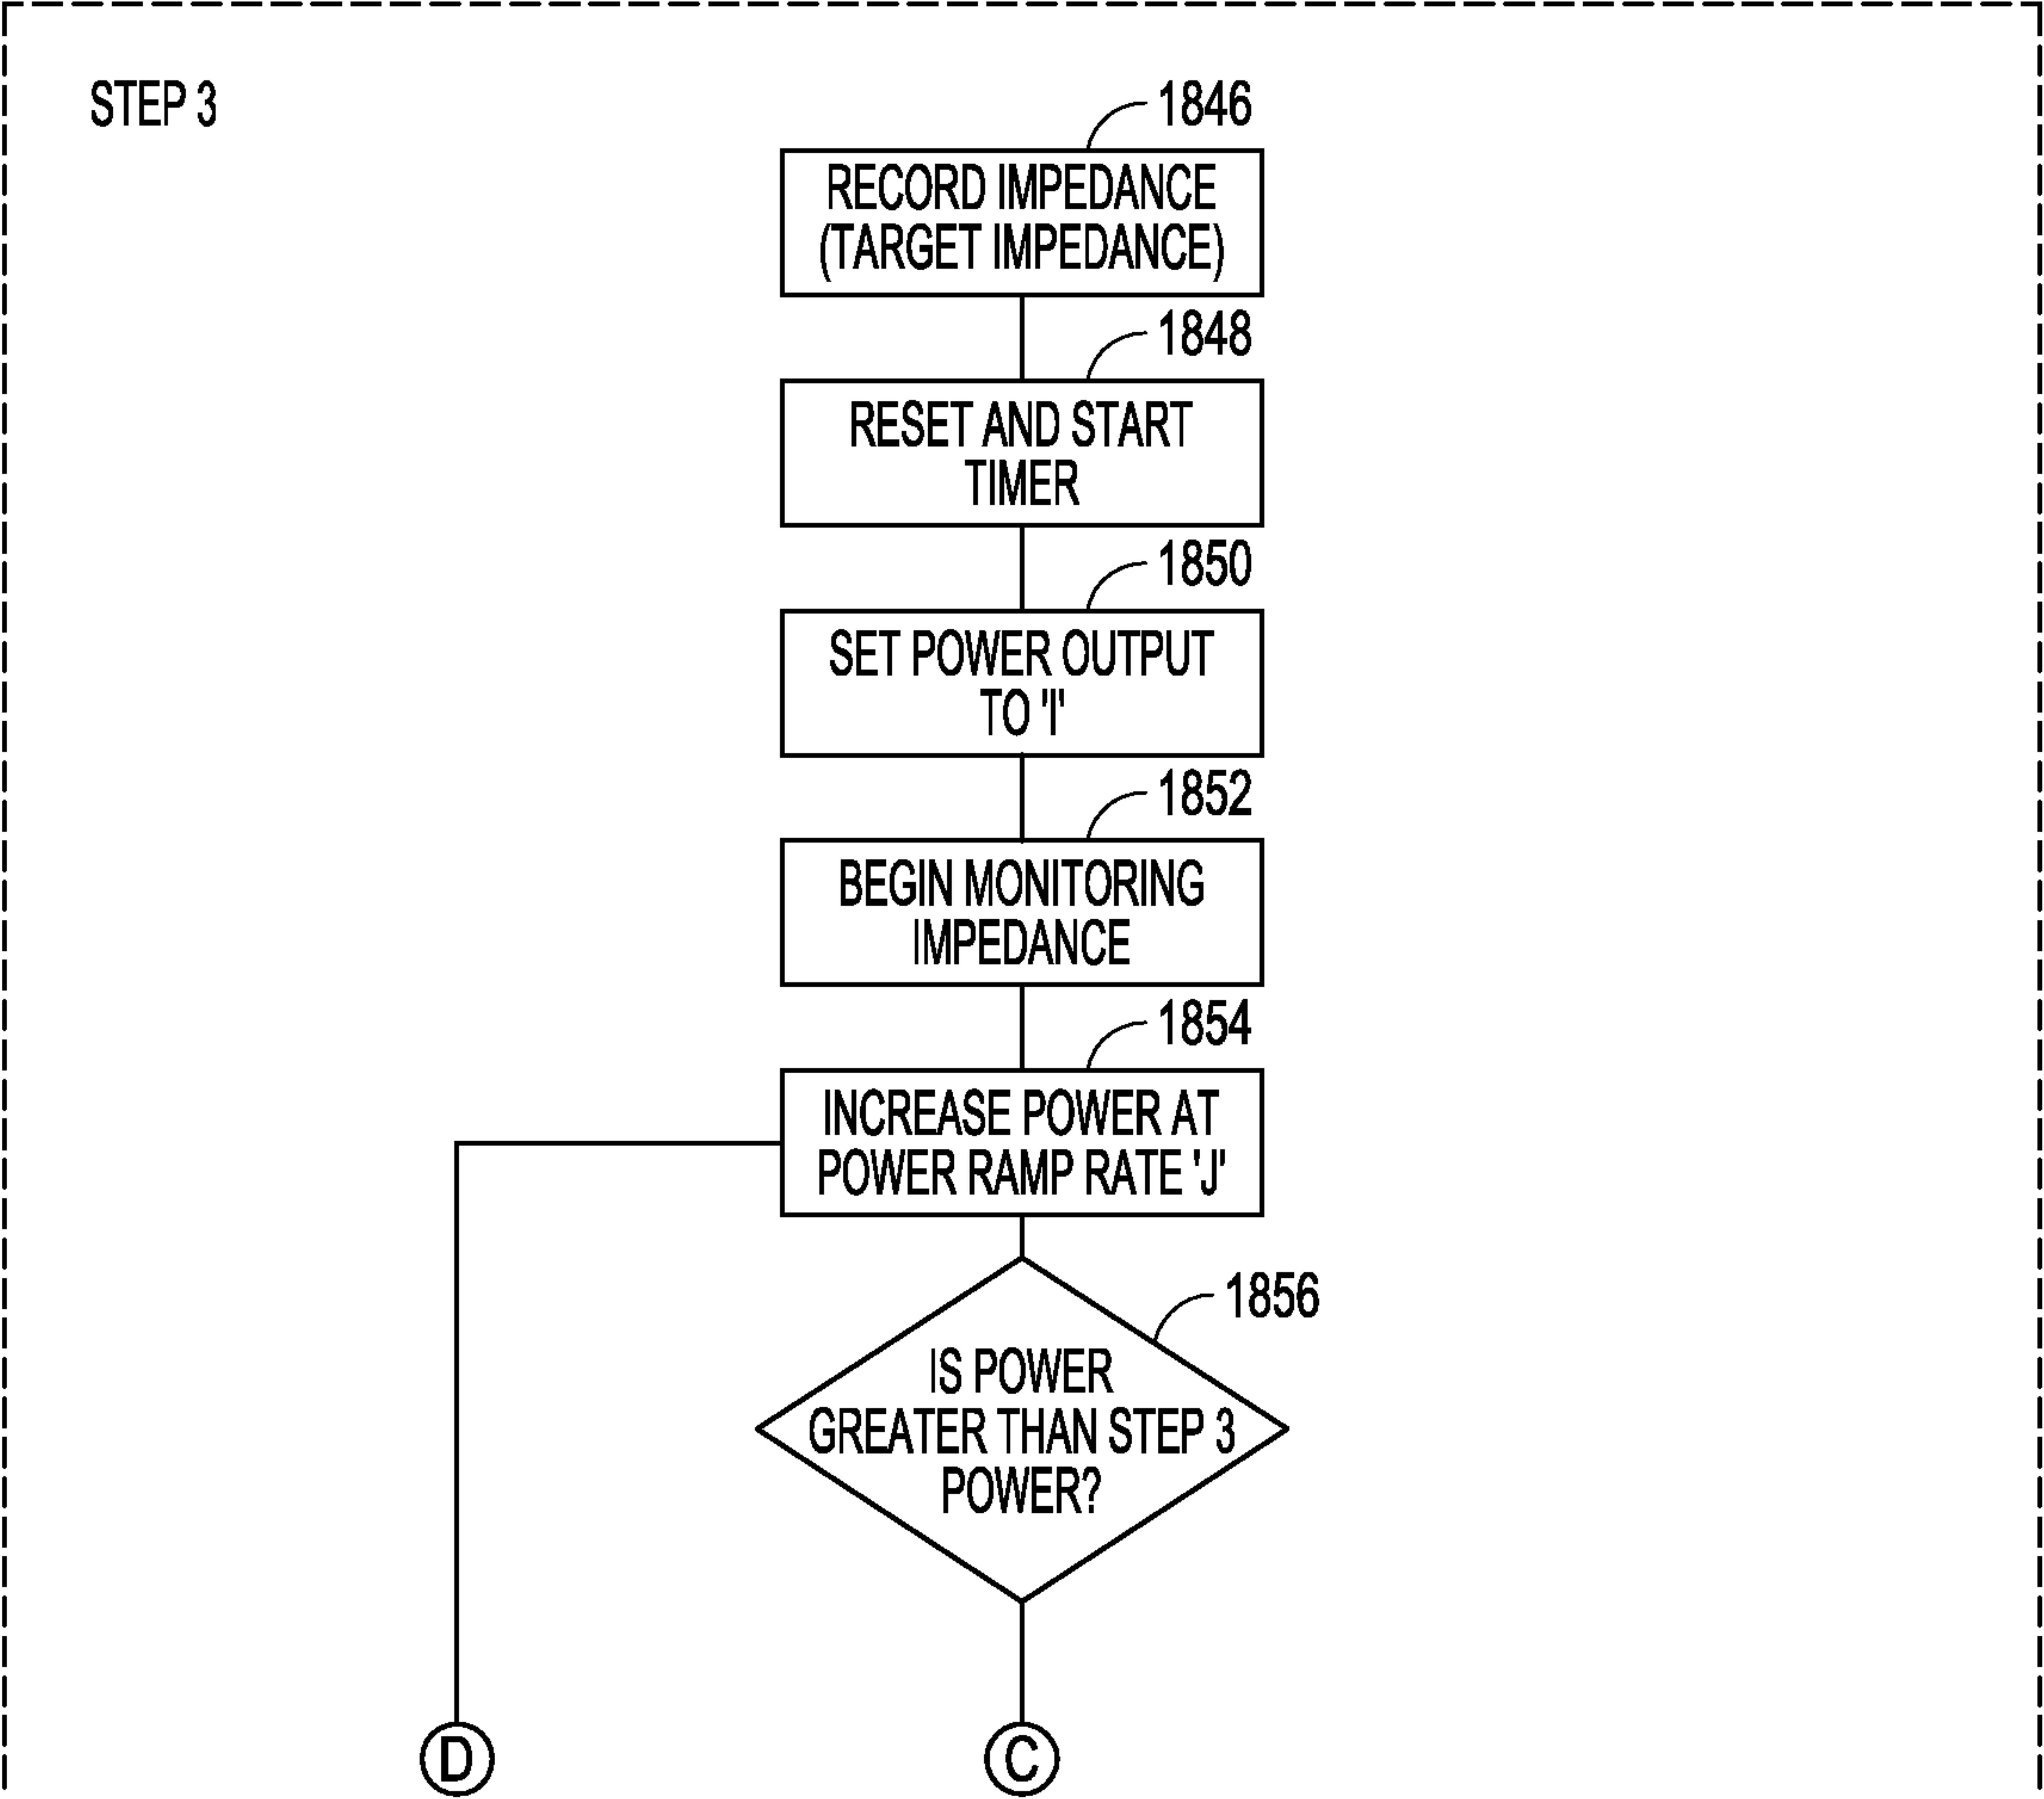 STEP 3
1846
RECORD IMPEDANCE
(TARGET IMPEDANCE)
1848
RESET AND START
TIMER
1850
SET POWER OUTPUT
TO 'I'
1852
BEGIN MONITORING
IMPEDANCE
1854
INCREASE POWER AT
POWER RAMP RATE 'J'
1856
IS POWER
GREATER THAN STEP 3
POWER?
D
C